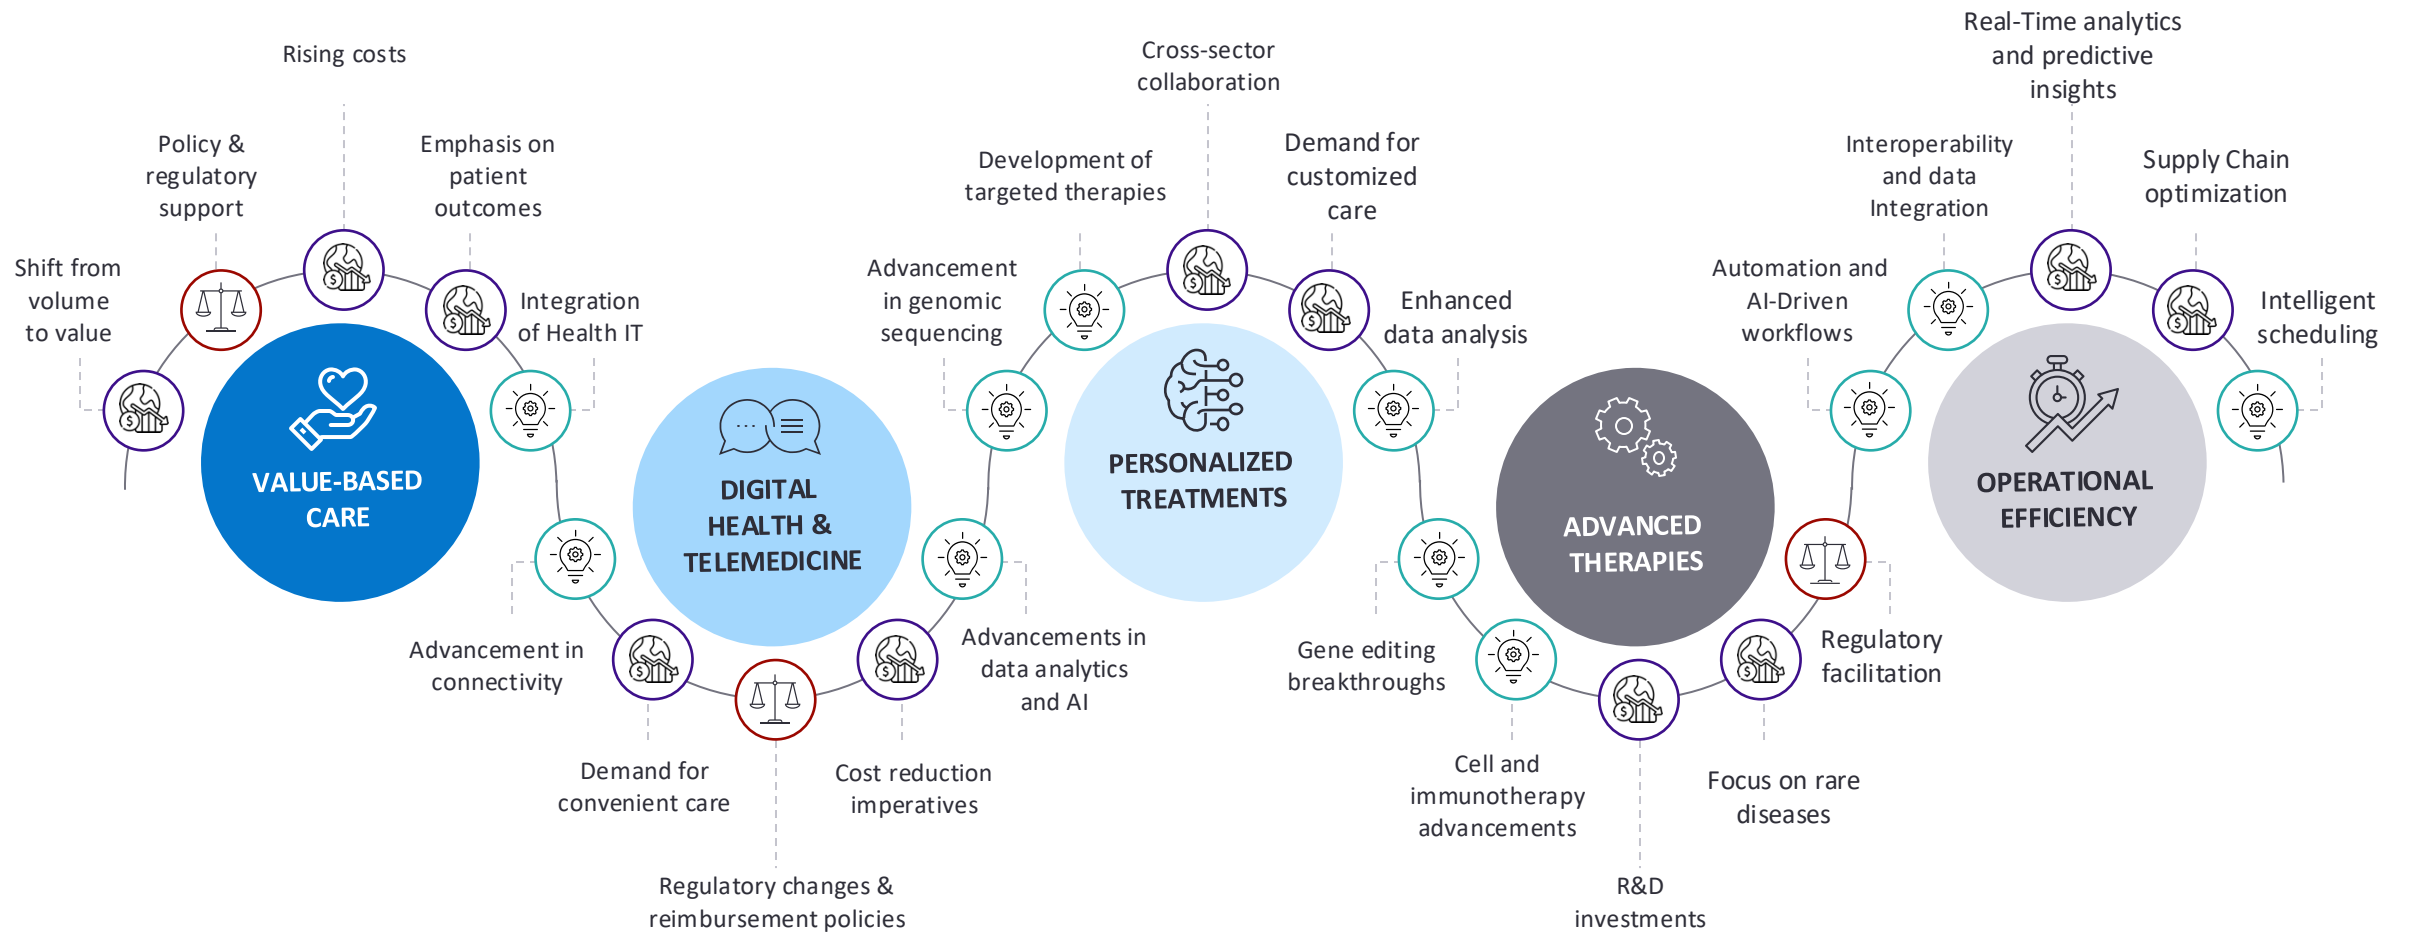 Rising costs
Policy &
regulatory
support
Emphasis on
patient
outcomes
Shift from
volume
to value
Integration
of Health IT
VALUE-BASED
CARE
DIGITAL
HEALTH &
TELEMEDICINE
Advancement in
connectivity
Demand for
convenient care
Regulatory changes &
reimbursement policies
Cost reduction
imperatives
Advancements in
data analytics
and AI
Cross-sector
collaboration
Development of
targeted therapies
Demand for
customized
care
Advancement
in genomic
sequencing
Enhanced
data analysis
PERSONALIZED
TREATMENTS
ADVANCED
THERAPIES
Gene editing
breakthroughs
Cell and
immunotherapy
advancements
R&D
investments
Focus on rare
diseases
Regulatory
facilitation
Real-Time analytics
and predictive
insights
Interoperability
and data
Integration
Supply Chain
optimization
Automation and
AI-Driven
workflows
Intelligent
scheduling
OPERATIONAL
EFFICIENCY